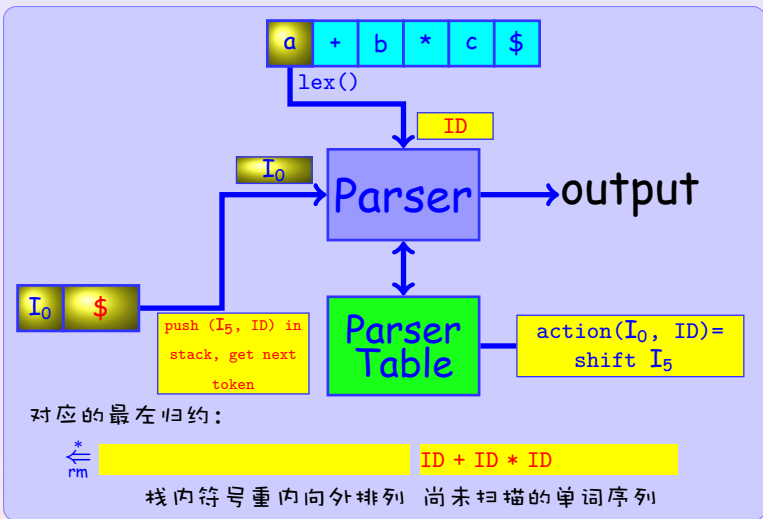 a + b * c $
lex()
ID
I₀
Parser
output
I₀ $
push (I₅, ID) in
stack, get next
token
Parser
Table
action(I₀, ID)=
shift I₅
对应的最左归约:
*
⇐
rm
ID + ID * ID
栈内符号重内向外排列 尚未扫描的单词序列